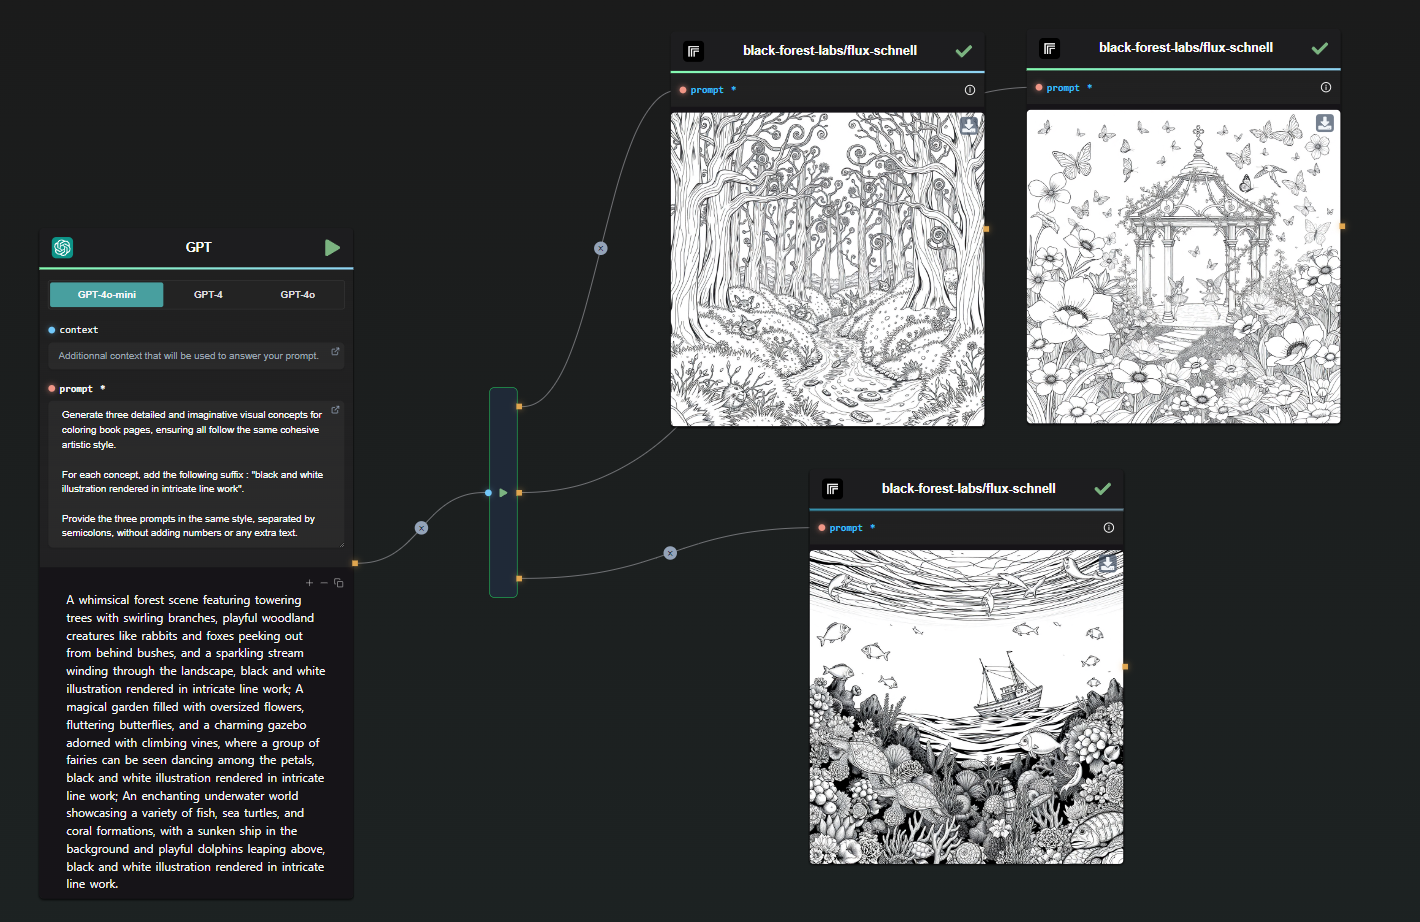 GPT
GPT-4o-mini
GPT-4
GPT-4o
context
Additionnal context that will be used to answer your prompt.
prompt *
Generate three detailed and imaginative visual concepts for
coloring book pages, ensuring all follow the same cohesive
artistic style.
For each concept, add the following suffix : "black and white
illustration rendered in intricate line work".
Provide the three prompts in the same style, separated by
semicolons, without adding numbers or any extra text.
A whimsical forest scene featuring towering
trees with swirling branches, playful woodland
creatures like rabbits and foxes peeking out
from behind bushes, and a sparkling stream
winding through the landscape, black and white
illustration rendered in intricate line work; A
magical garden filled with oversized flowers,
fluttering butterflies, and a charming gazebo
adorned with climbing vines, where a group of
fairies can be seen dancing among the petals,
black and white illustration rendered in intricate
line work; An enchanting underwater world
showcasing a variety of fish, sea turtles, and
coral formations, with a sunken ship in the
background and playful dolphins leaping above,
black and white illustration rendered in intricate
line work.
black-forest-labs/flux-schnell
prompt *
black-forest-labs/flux-schnell
prompt *
black-forest-labs/flux-schnell
prompt *